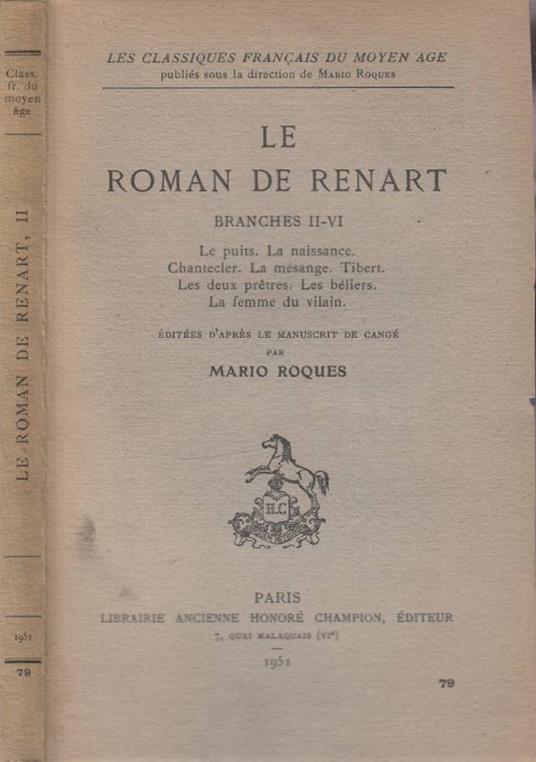 Class.
fr. du
moyen
âge
LE ROMAN DE RENART, II
1951
79
LES CLASSIQUES FRANÇAIS DU MOYEN AGE
publiés sous la direction de MARIO ROQUES
LE
ROMAN DE RENART
BRANCHES II-VI
Le puits. La naissance.
Chantecler. La mésange. Tibert.
Les deux prêtres. Les béliers.
La femme du vilain.
ÉDITÉES D'APRÈS LE MANUSCRIT DE CANGÉ
PAR
MARIO ROQUES
H.C
PARIS
LIBRAIRIE ANCIENNE HONORÉ CHAMPION, ÉDITEUR
7, QUAI MALAQUAIS (VIᵉ)
1951
79